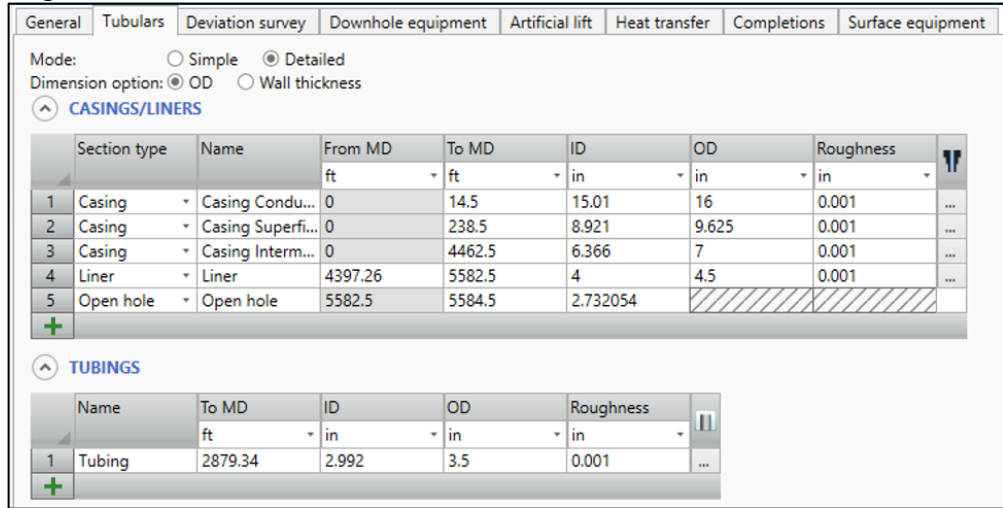 General Tubulars Deviation survey Downhole equipment Artificial lift Heat transfer Completions Surface equipment
Mode: Simple Detailed
Dimension option: OD Wall thickness
CASINGS/LINERS
Section type Name From MD To MD ID OD Roughness
ft ft in in in
1 Casing Casing Condu... 0 14.5 15.01 16 0.001 ...
2 Casing Casing Superfi... 0 238.5 8.921 9.625 0.001 ...
3 Casing Casing Interm... 0 4462.5 6.366 7 0.001 ...
4 Liner Liner 4397.26 5582.5 4 4.5 0.001 ...
5 Open hole Open hole 5582.5 5584.5 2.732054
TUBINGS
Name To MD ID OD Roughness
ft in in in
1 Tubing 2879.34 2.992 3.5 0.001 ...